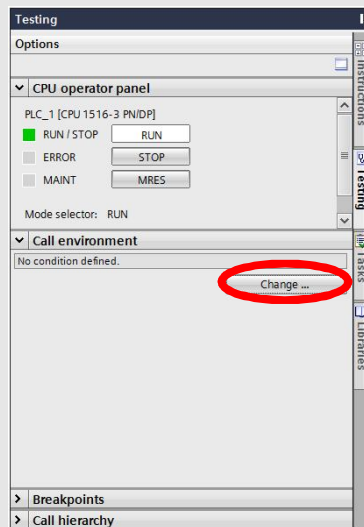 Testing
Options
CPU operator panel
PLC_1 [CPU 1516-3 PN/DP]
RUN / STOP RUN
ERROR STOP
MAINT MRES
Mode selector: RUN
Call environment
No condition defined.
Change ...
Breakpoints
Call hierarchy
Instructions
Testing
Tasks
Libraries